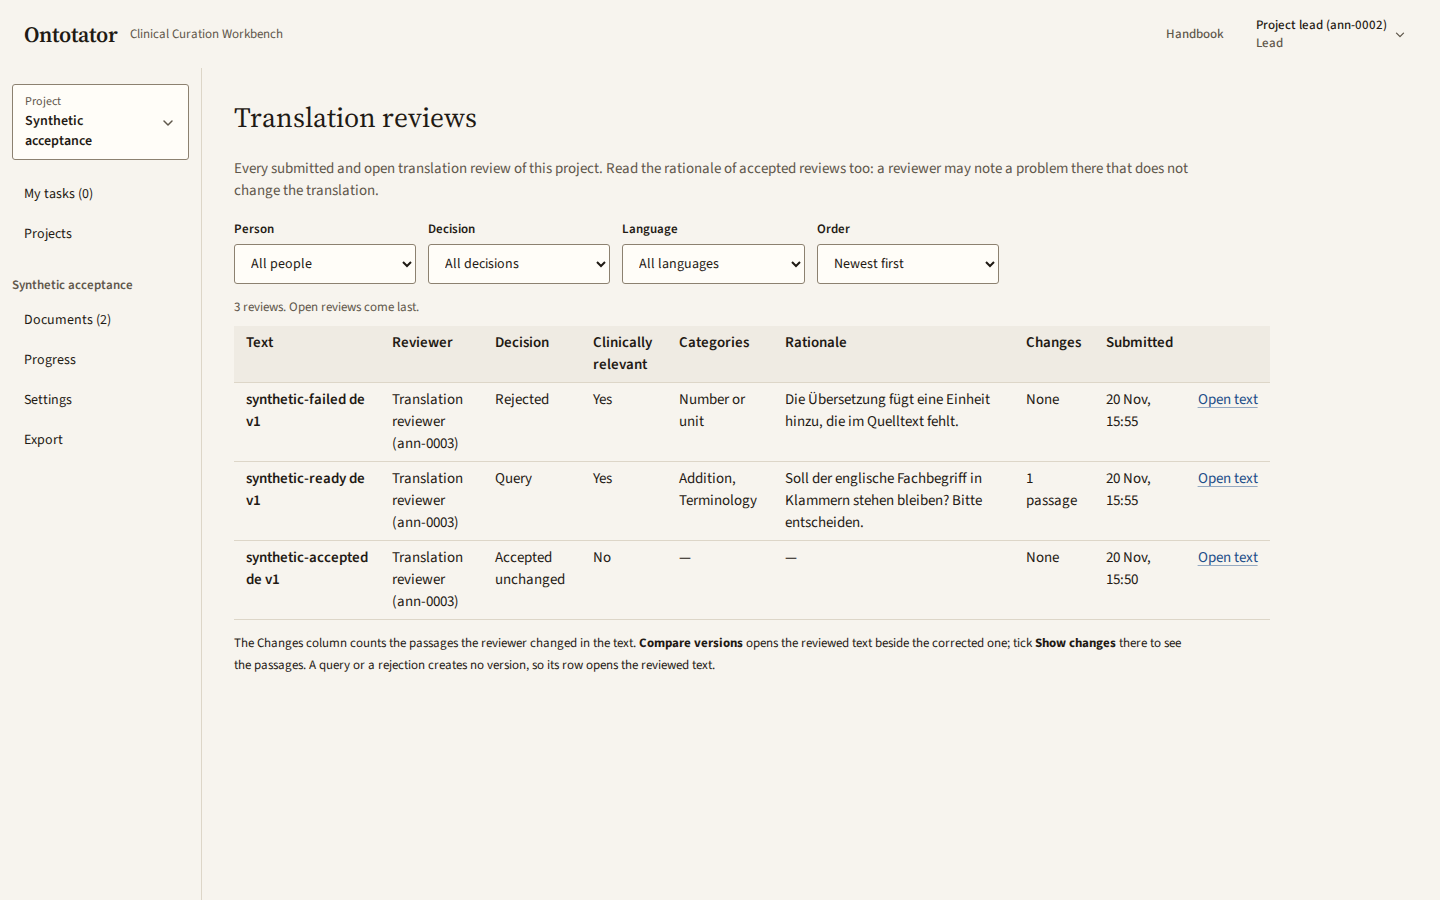 Ontotator Clinical Curation Workbench
Handbook
Project lead (ann-0002)
Lead
Project
Synthetic
acceptance
My tasks (0)
Projects
Synthetic acceptance
Documents (2)
Progress
Settings
Export
Translation reviews
Every submitted and open translation review of this project. Read the rationale of accepted reviews too: a reviewer may note a problem there that does not
change the translation.
Person Decision Language Order
All people All decisions All languages Newest first
3 reviews. Open reviews come last.
Text Reviewer Decision Clinically relevant Categories Rationale Changes Submitted
synthetic-failed de Translation Rejected Yes Number or Die Übersetzung fügt eine Einheit None 20 Nov, Open text
v1 reviewer unit hinzu, die im Quelltext fehlt. 15:55
(ann-0003)
synthetic-ready de Translation Query Yes Addition, Soll der englische Fachbegriff in 1 20 Nov, Open text
v1 reviewer Terminology Klammern stehen bleiben? Bitte passage 15:55
(ann-0003) entscheiden.
synthetic-accepted Translation Accepted No — — None 20 Nov, Open text
de v1 reviewer unchanged 15:50
(ann-0003)
The Changes column counts the passages the reviewer changed in the text. Compare versions opens the reviewed text beside the corrected one; tick Show changes there to see
the passages. A query or a rejection creates no version, so its row opens the reviewed text.